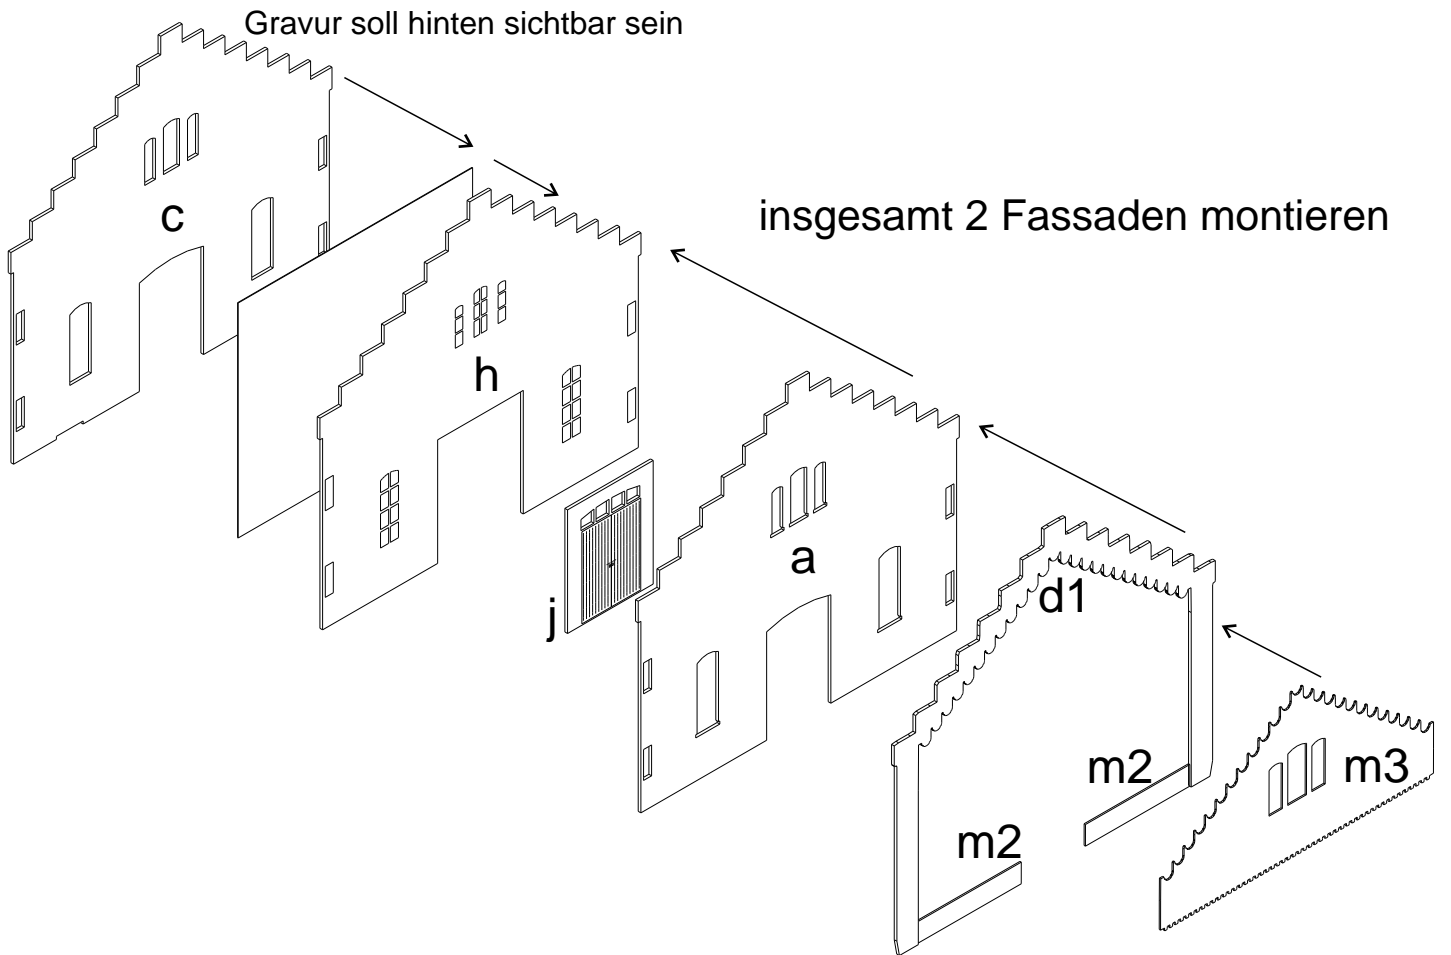 Gravur soll hinten sichtbar sein
insgesamt 2 Fassaden montieren
c
h
j
a
d1
m2
m2
m3